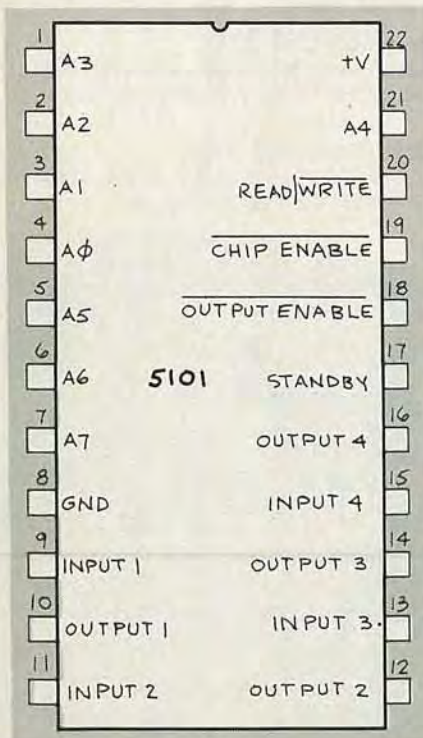 1 22
A3 +V
2 21
A2 A4
3 20
A1 READ/WRITE
4 19
Aϕ CHIP ENABLE
5 18
A5 OUTPUT ENABLE
6 17
A6 5101 STANDBY
7 16
A7 OUTPUT 4
8 15
GND INPUT 4
9 14
INPUT 1 OUTPUT 3
10 13
OUTPUT 1 INPUT 3
11 12
INPUT 2 OUTPUT 2